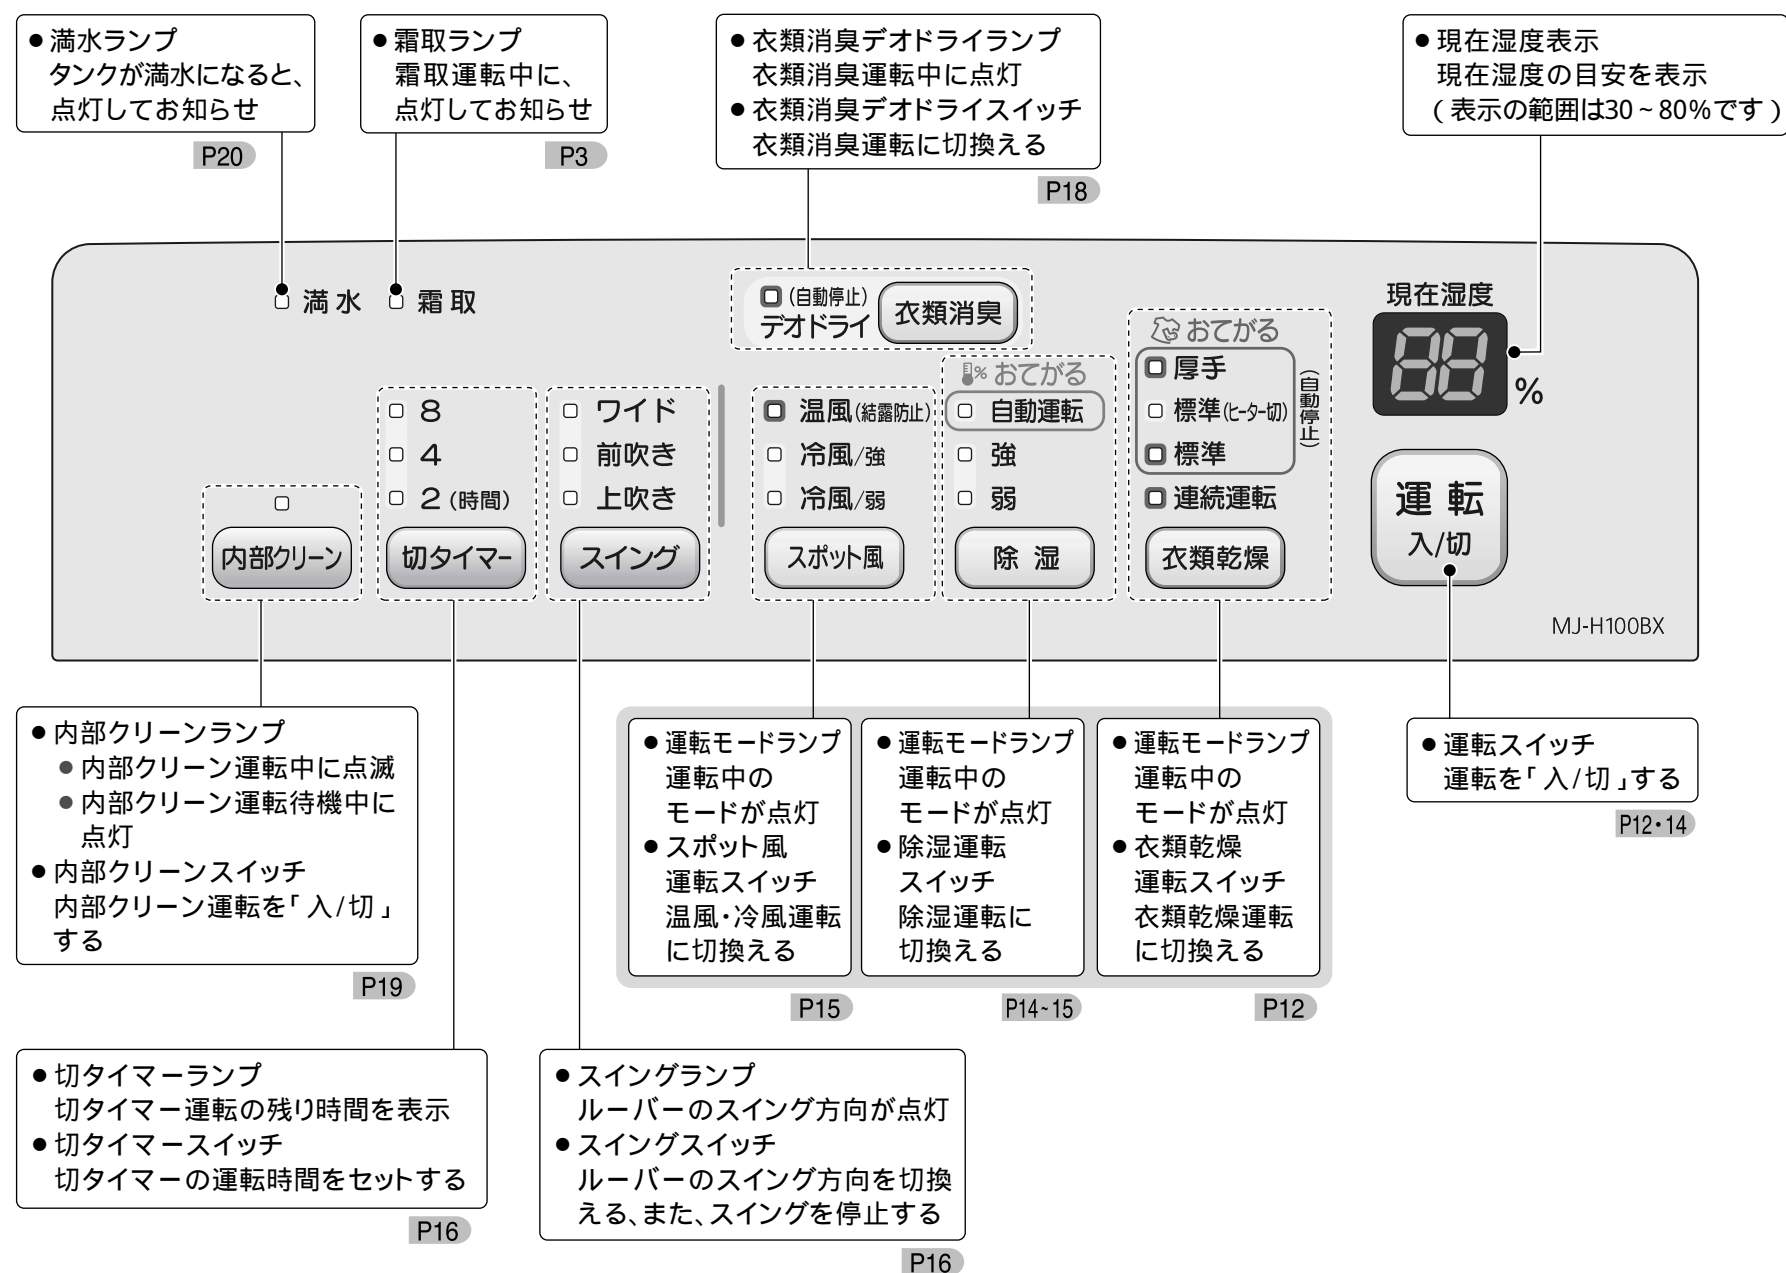 ● 満水ランプ
タンクが満水になると、
点灯してお知らせ
P20
● 霜取ランプ
霜取運転中に、
点灯してお知らせ
P3
● 衣類消臭デオドライランプ
衣類消臭運転中に点灯
● 衣類消臭デオドライスイッチ
衣類消臭運転に切換える
P18
● 現在湿度表示
現在湿度の目安を表示
(表示の範囲は30~80%です)
満水
霜取
(自動停止)
デオドライ
衣類消臭
現在湿度
88
%
8
4
2(時間)
ワイド
前吹き
上吹き
温風(結露防止)
冷風/強
冷風/弱
%おてがる
自動運転
強
弱
おてがる
厚手
標準(ヒーター切)
標準
(自動停止)
連続運転
内部クリーン
切タイマー
スイング
スポット風
除湿
衣類乾燥
運転
入/切
MJ-H100BX
● 内部クリーンランプ
● 内部クリーン運転中に点滅
● 内部クリーン運転待機中に
点灯
● 内部クリーンスイッチ
内部クリーン運転を「入/切」
する
P19
● 運転モードランプ
運転中の
モードが点灯
● スポット風
運転スイッチ
温風・冷風運転
に切換える
P15
● 運転モードランプ
運転中の
モードが点灯
● 除湿運転
スイッチ
除湿運転に
切換える
P14~15
● 運転モードランプ
運転中の
モードが点灯
● 衣類乾燥
運転スイッチ
衣類乾燥運転
に切換える
P12
● 運転スイッチ
運転を「入/切」する
P12・14
● 切タイマーランプ
切タイマー運転の残り時間を表示
● 切タイマースイッチ
切タイマーの運転時間をセットする
P16
● スイングランプ
ルーバーのスイング方向が点灯
● スイングスイッチ
ルーバーのスイング方向を切換
える、また、スイングを停止する
P16